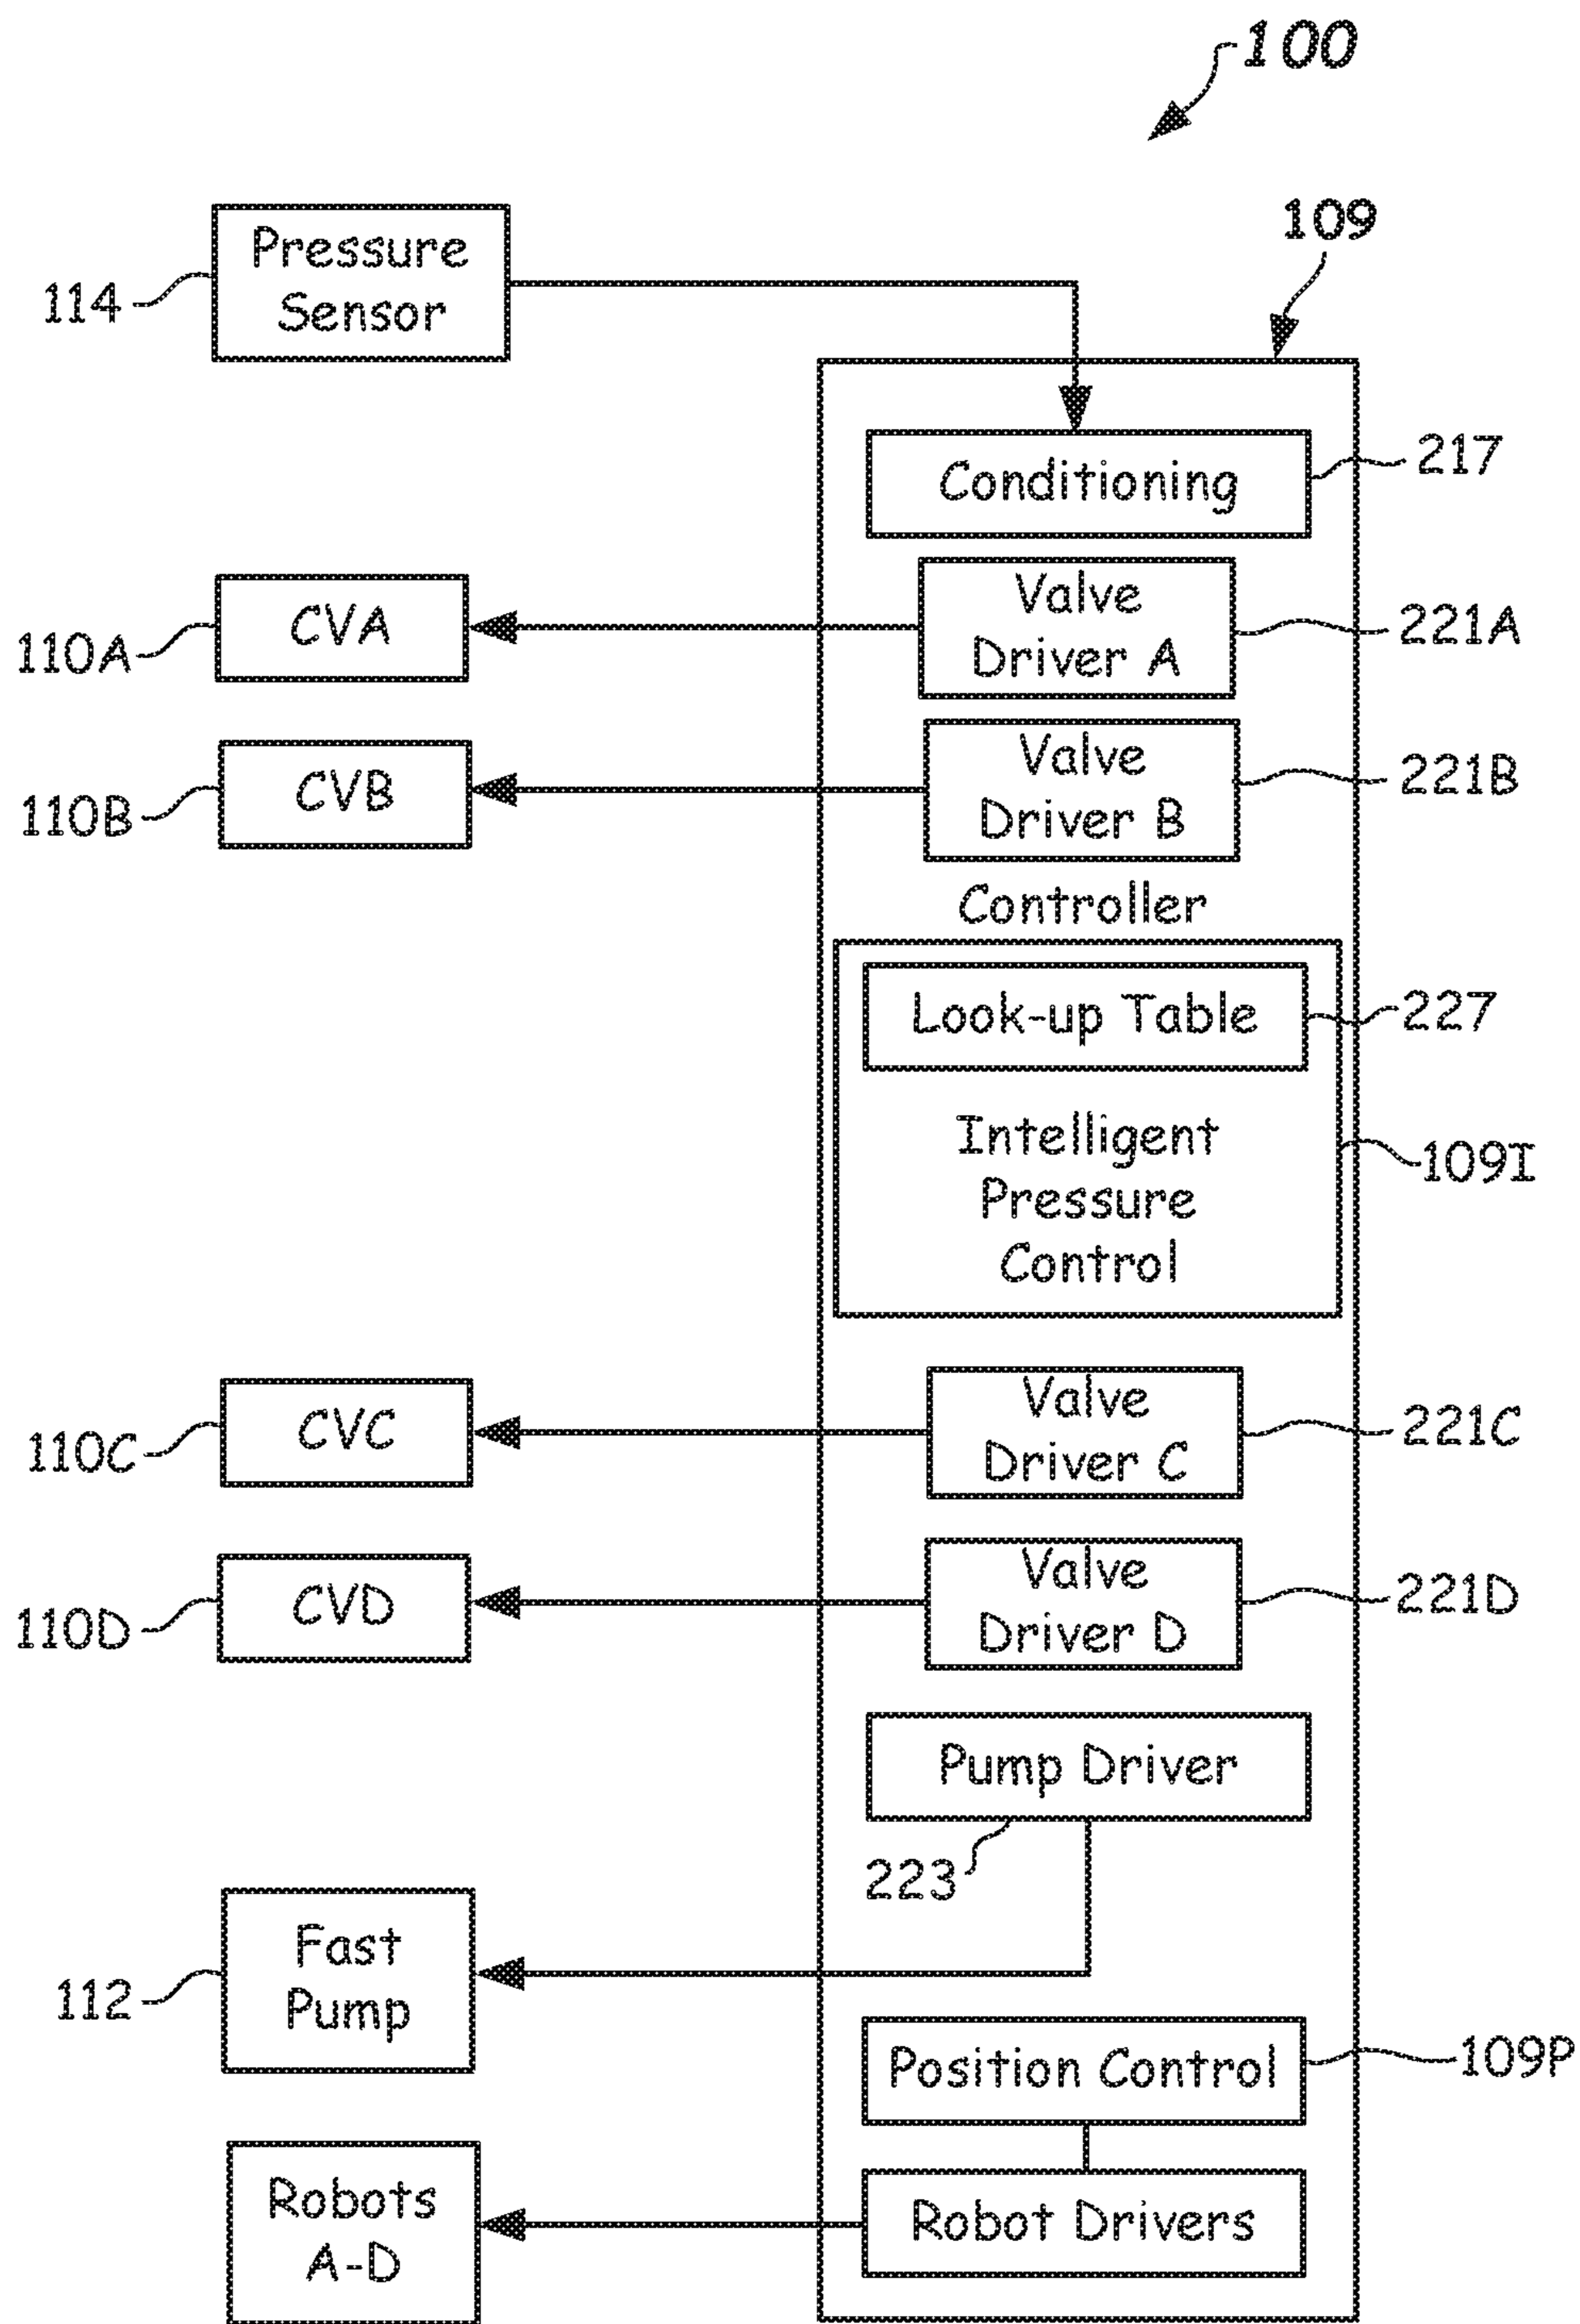 100
109
Pressure
Sensor
114
Conditioning
217
CVA
110A
Valve
Driver A
221A
CVB
110B
Valve
Driver B
221B
Controller
Look-up Table
227
Intelligent
Pressure
Control
109I
CVC
110C
Valve
Driver C
221C
CVD
110D
Valve
Driver D
221D
Pump Driver
223
Fast
Pump
112
Position Control
109P
Robots
A-D
Robot Drivers